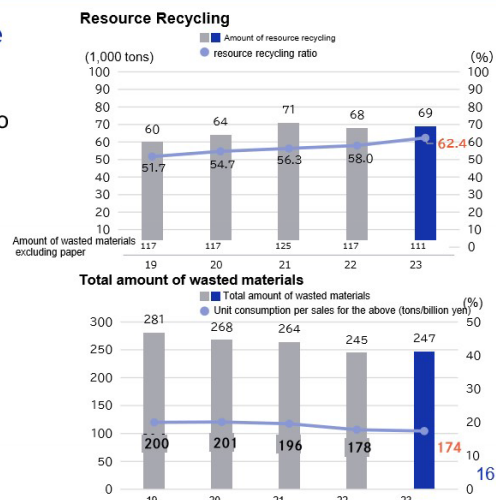 Resource Recycling
Amount of resource recycling
(1,000 tons) resource recycling ratio (%)
100 100
90 90
80 71 80
70 60 64 68 69 70
60 62.4 60
50 51.7 54.7 56.3 58.0 50
40 40
30 30
20 20
10 10
Amount of wasted materials 117 117 125 117 111 0
excluding paper
19 20 21 22 23
Total amount of wasted materials
Total amount of wasted materials (%)
Unit consumption per sales for the above (tons/billion yen)
300 281 268 264 245 247 50
250 40
200 30
150 20
100 200 201 196 178 174 10
50 16
0 0
19 20 21 22 23